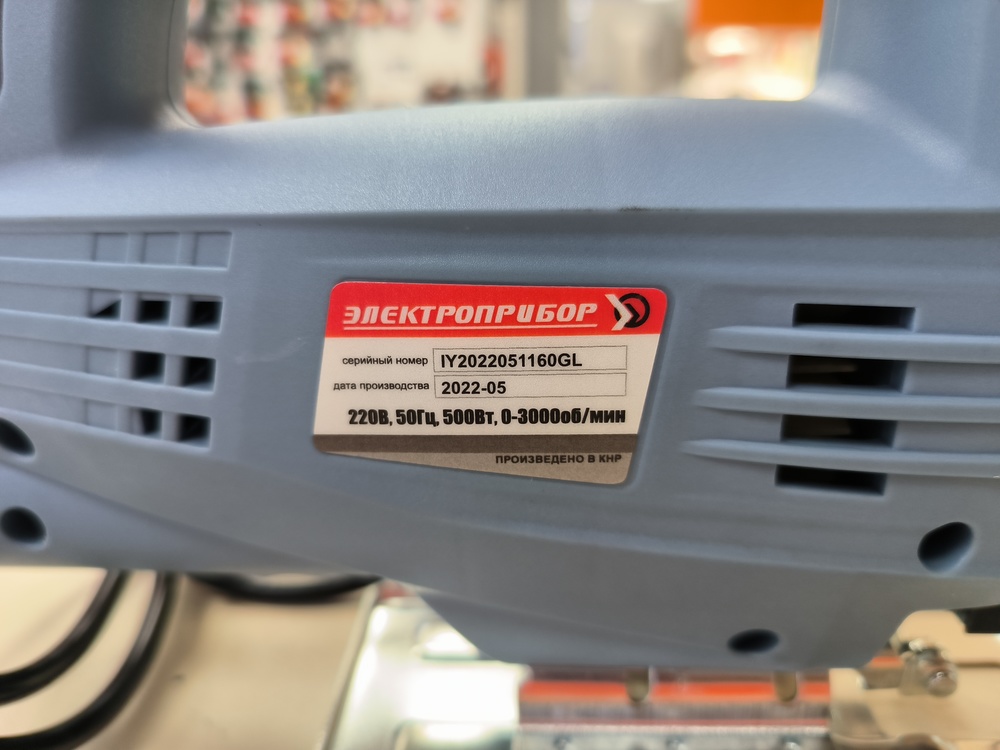 ЭЛЕКТРОПРИБОР
серийный номер IY2022051160GL
дата производства 2022-05
220В, 50Гц, 500Вт, 0-3000об/мин
ПРОИЗВЕДЕНО В КНР